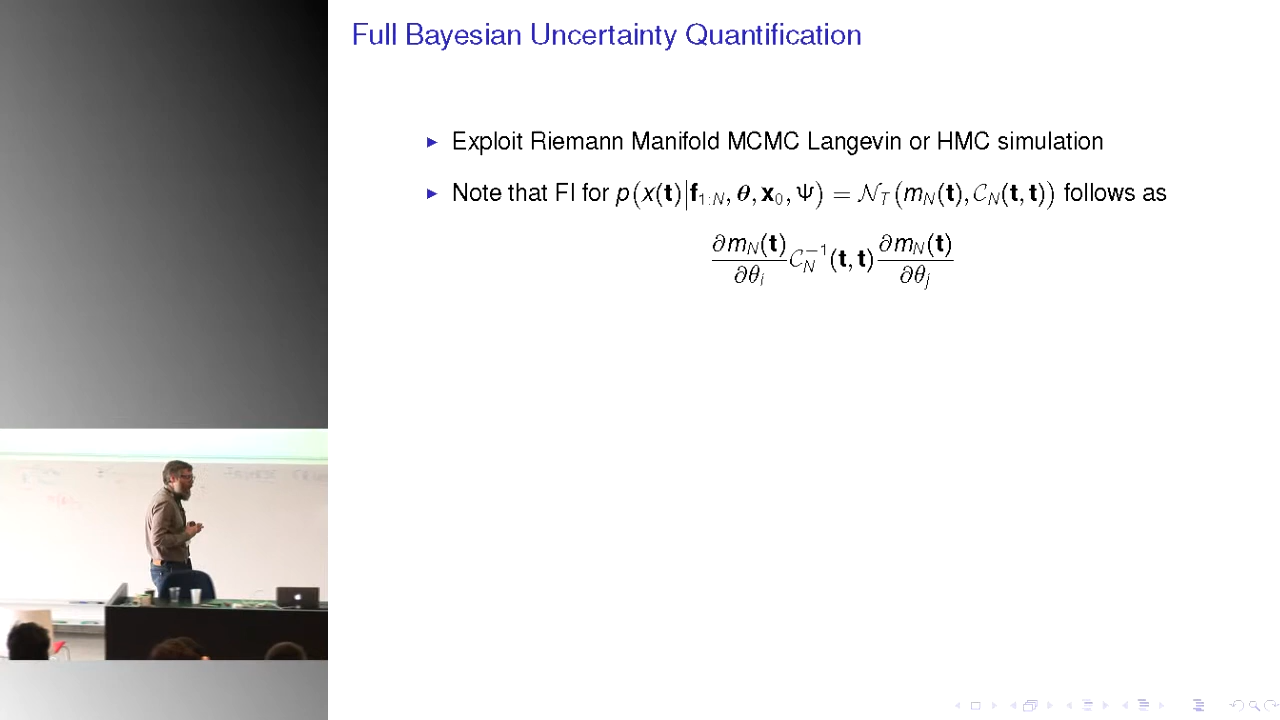 Full Bayesian Uncertainty Quantification
▶ Exploit Riemann Manifold MCMC Langevin or HMC simulation
▶ Note that FI for p(x(t)|f₁:N, θ, x₀, Ψ) = 𝒩_T(m_N(t), 𝒞_N(t, t)) follows as
∂m_N(t)/∂θ_i 𝒞_N⁻¹(t, t) ∂m_N(t)/∂θ_j